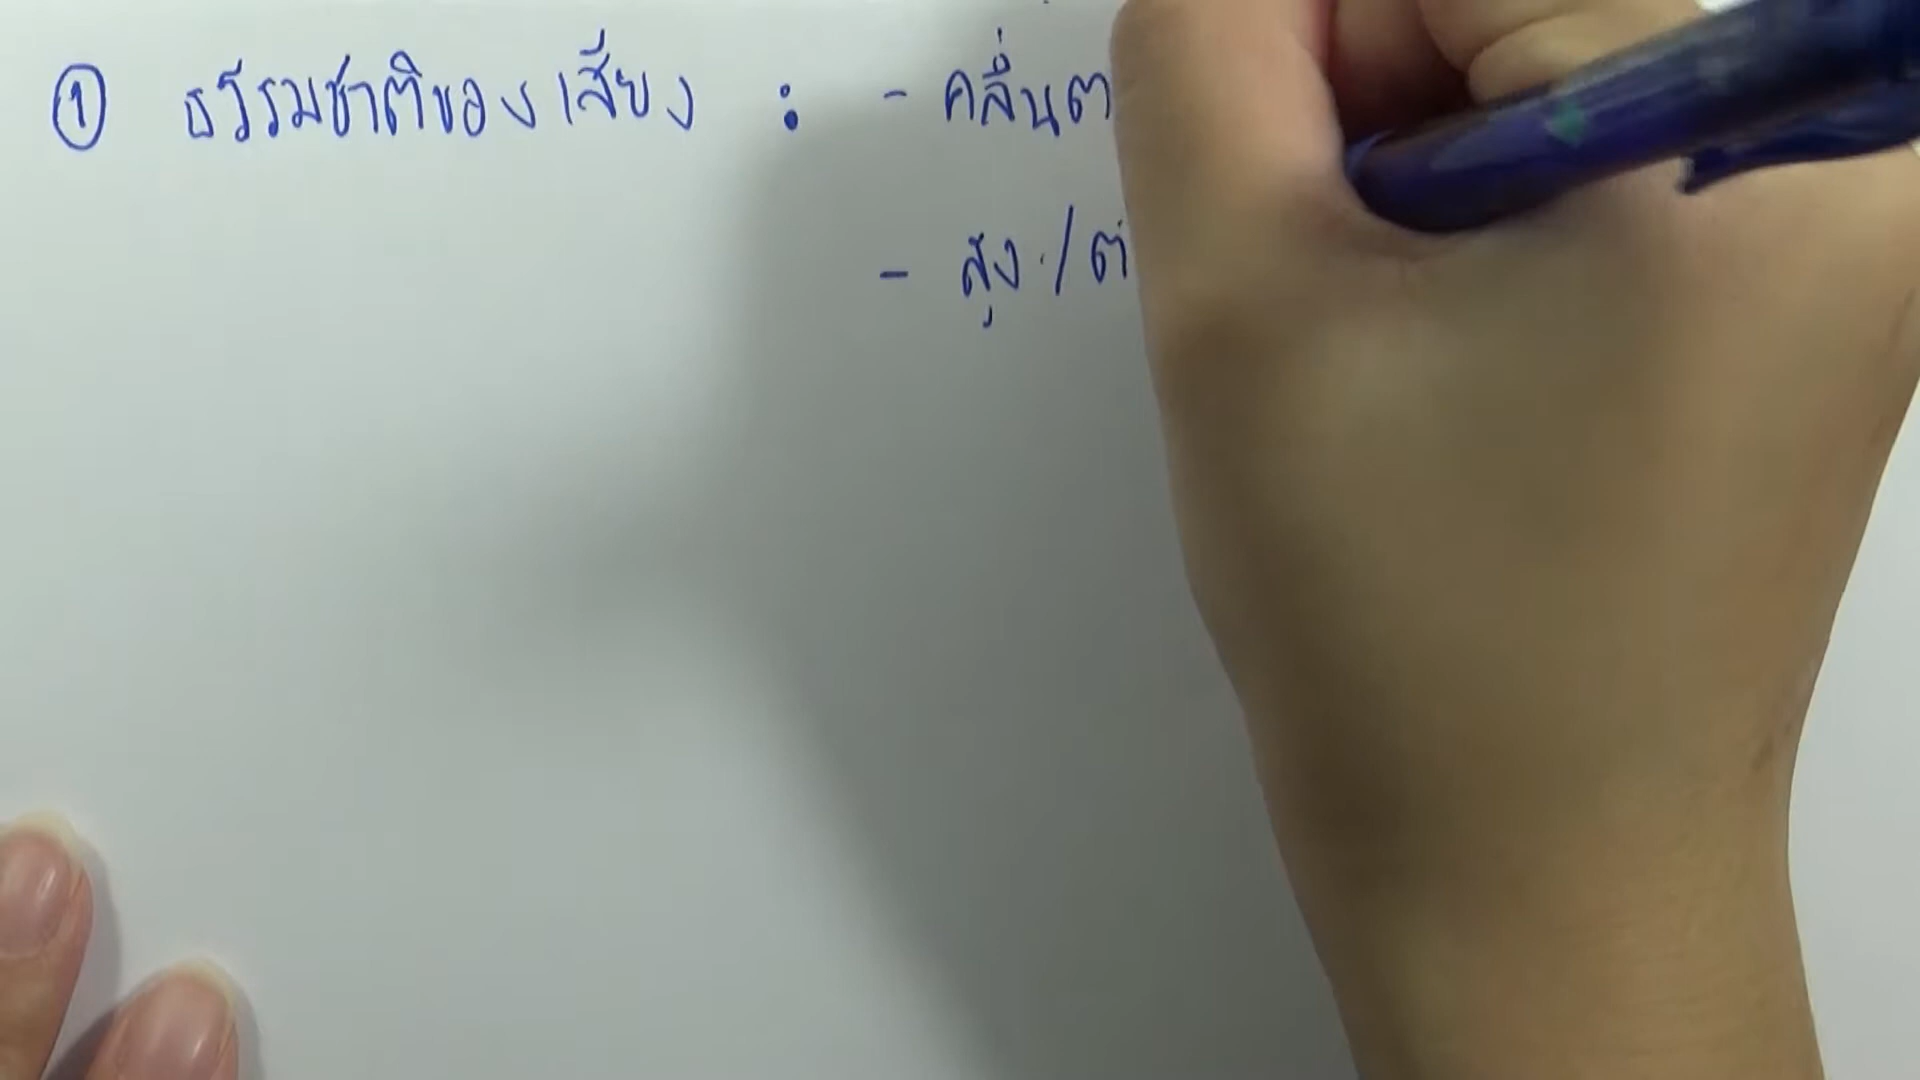 ① ธรรมชาติของเสียง : - คลื่นต
- สูง / ต่